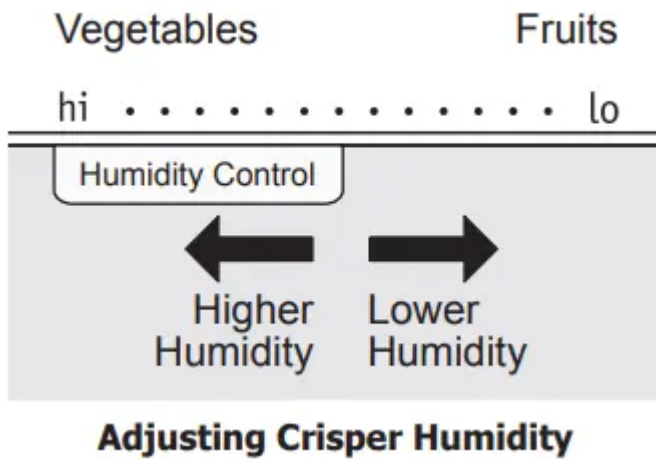 Vegetables Fruits
hi . . . . . . . . . . . . . lo
Humidity Control
Higher Lower
Humidity Humidity
Adjusting Crisper Humidity